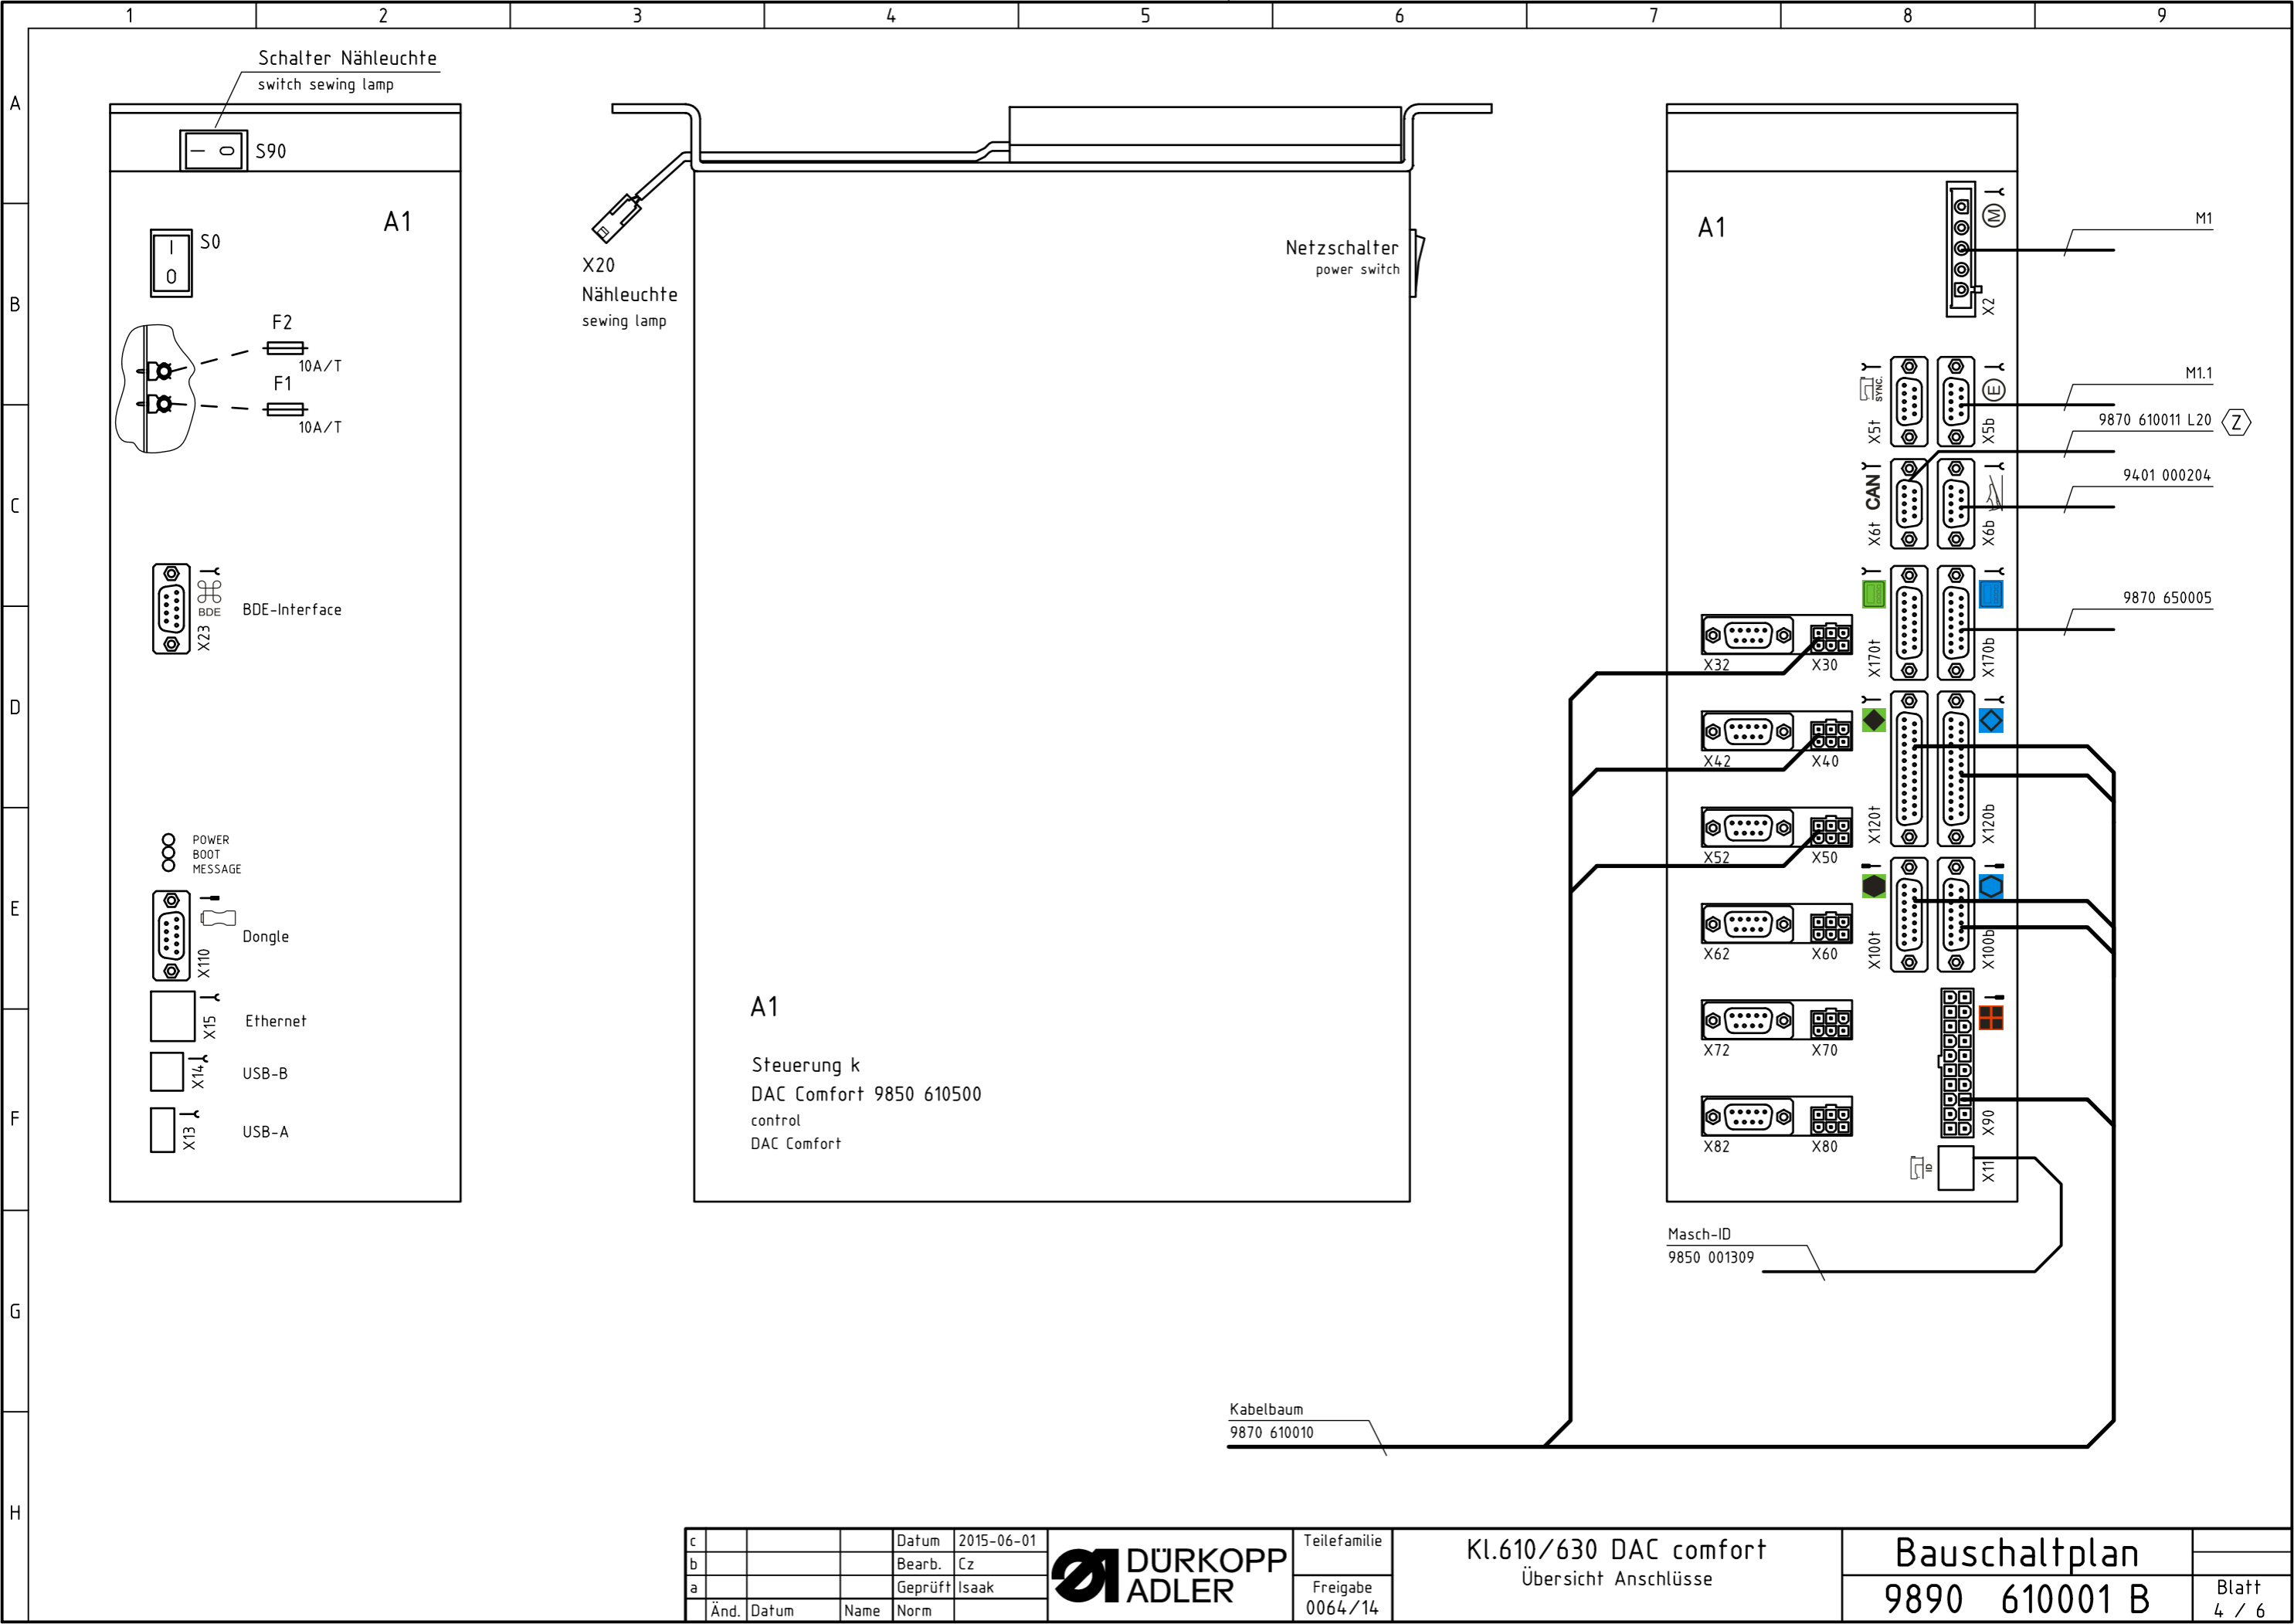 1 2 3 4 5 6 7 8 9
A
B
C
D
E
F
G
H
Schalter Nähleuchte
switch sewing lamp
S90
A1
S0
F2
10A/T
F1
10A/T
BDE
X23
BDE-Interface
POWER
BOOT
MESSAGE
X110
Dongle
X15
Ethernet
X14
USB-B
X13
USB-A
X20
Nähleuchte
sewing lamp
Netzschalter
power switch
A1
Steuerung k
DAC Comfort 9850 610500
control
DAC Comfort
A1
M
X2
M1
SYNC.
X5t
E
X5b
M1.1
9870 610011 L20 Z
CAN
X6t
X6b
9401 000204
X170t
X170b
9870 650005
X32 X30
X42 X40
X120t
X120b
X52 X50
X62 X60
X100t
X100b
X72 X70
X90
X82 X80
ID
X11
Masch-ID
9850 001309
Kabelbaum
9870 610010
c Datum 2015-06-01
b Bearb. Cz
a Geprüft Isaak
Änd. Datum Name Norm
DÜRKOPP
ADLER
Teilefamilie
Freigabe
0064/14
Kl.610/630 DAC comfort
Übersicht Anschlüsse
Bauschaltplan
9890 610001 B
Blatt
4 / 6